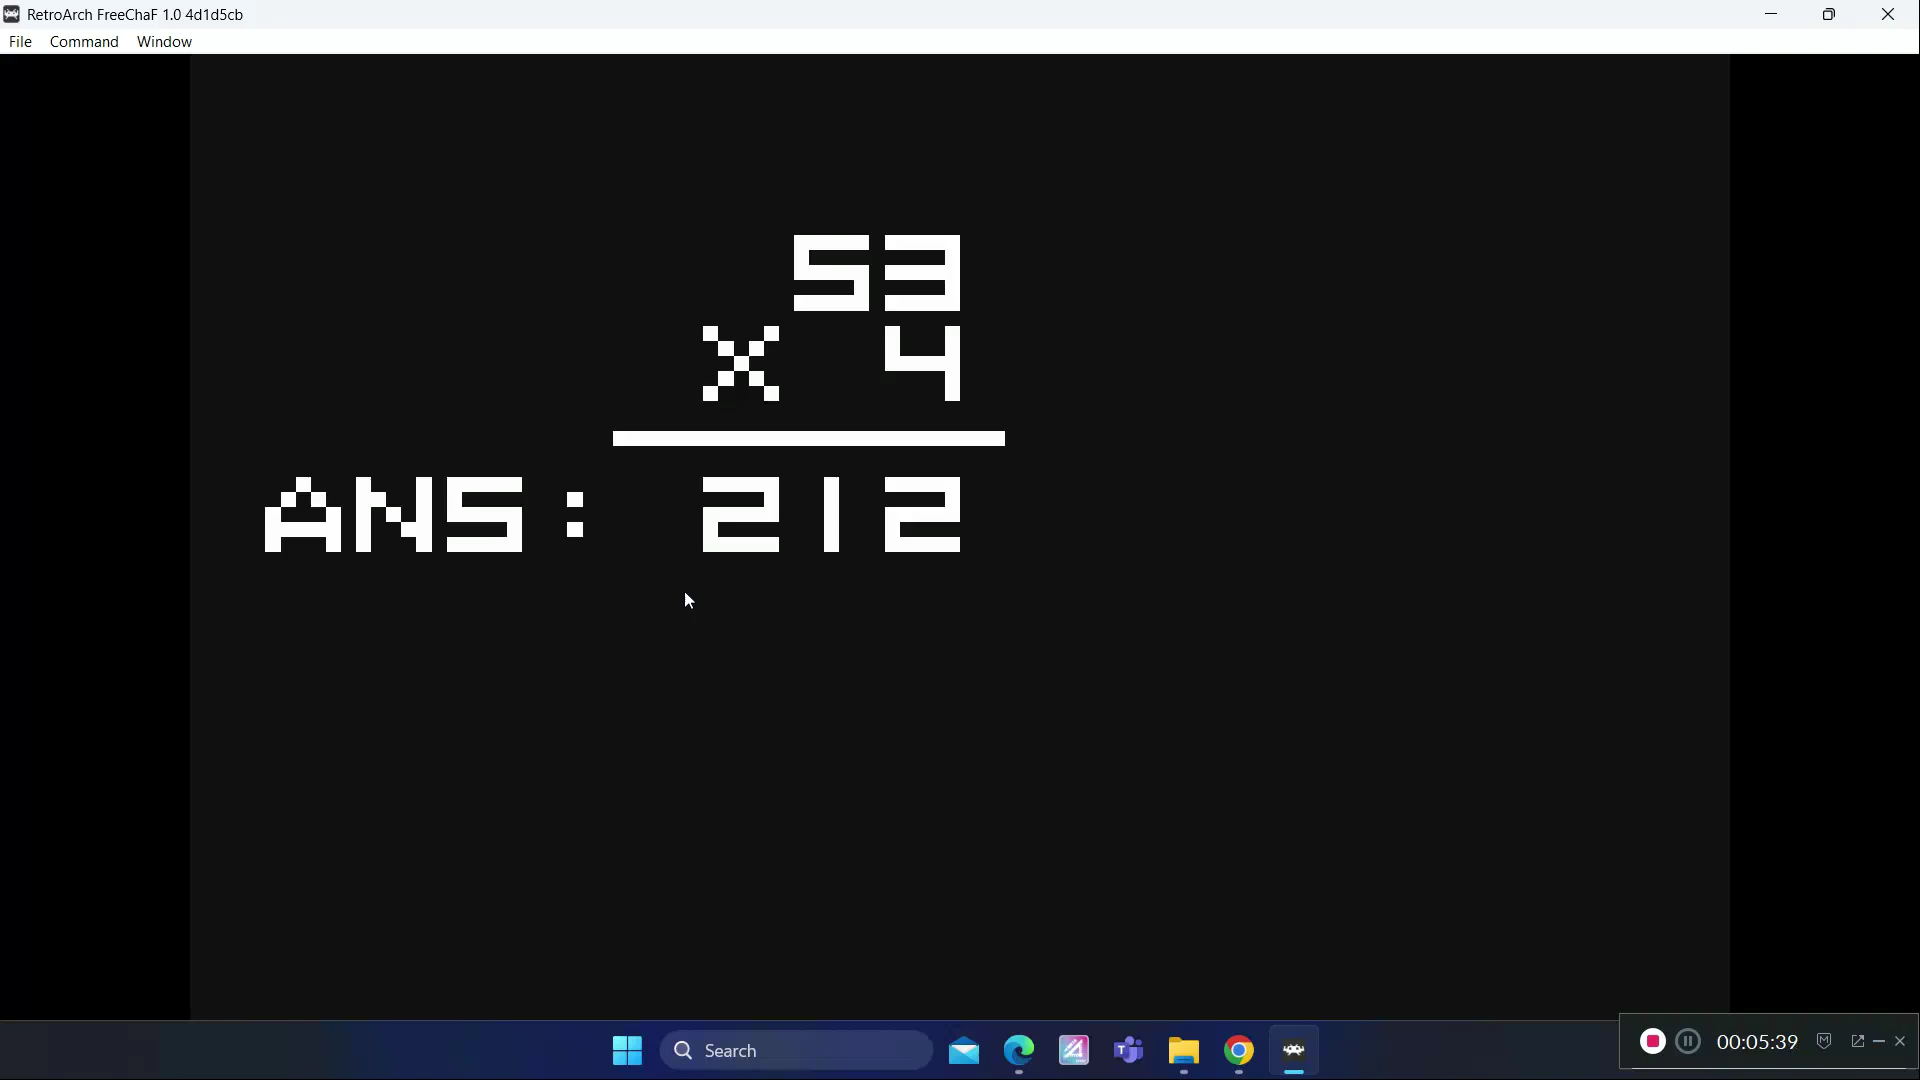 RetroArch FreeChaF 1.0 4d1d5cb
File Command Window
53
X 4
ANS: 212
Search
00:05:39